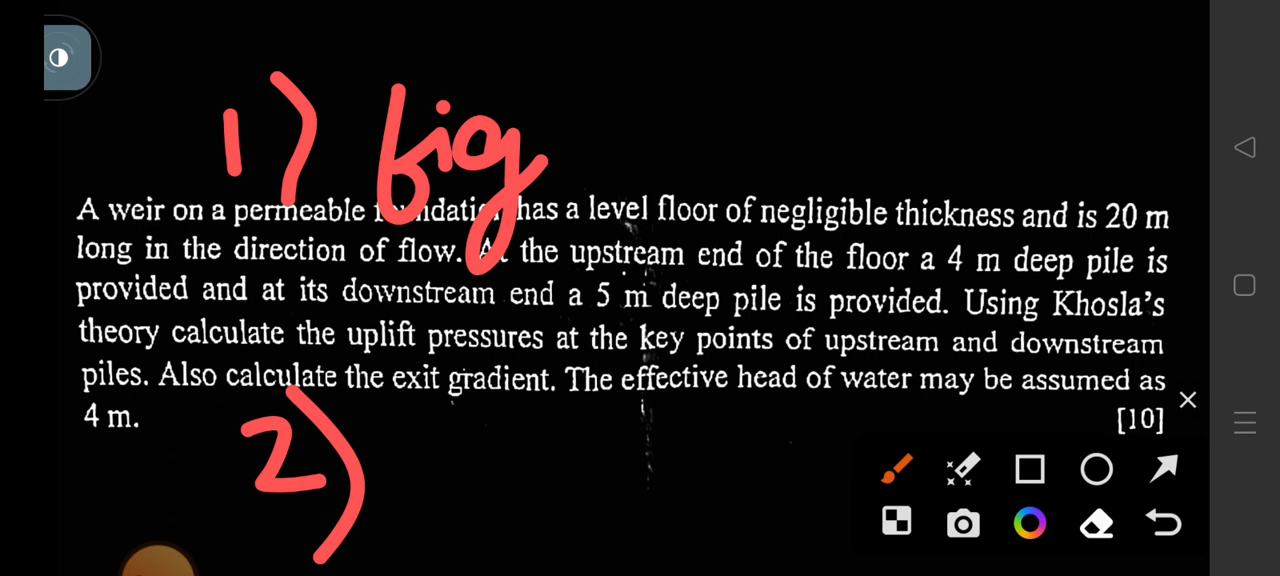 1) fig
A weir on a permeable foundation has a level floor of negligible thickness and is 20 m
long in the direction of flow. At the upstream end of the floor a 4 m deep pile is
provided and at its downstream end a 5 m deep pile is provided. Using Khosla's
theory calculate the uplift pressures at the key points of upstream and downstream
piles. Also calculate the exit gradient. The effective head of water may be assumed as
4 m. [10]
2)